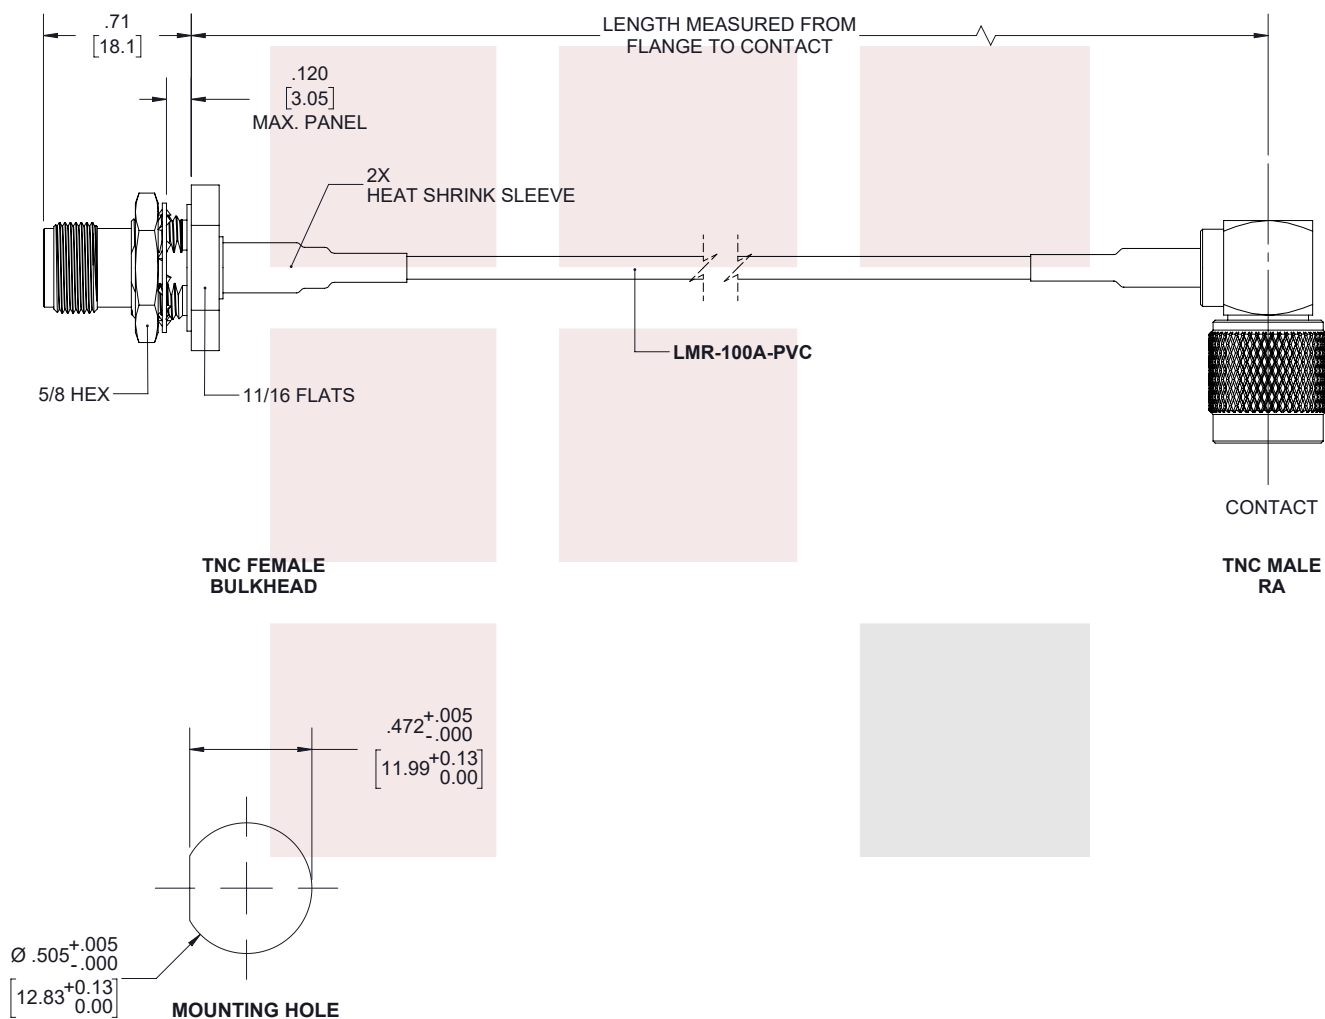 .71
[18.1]
LENGTH MEASURED FROM
FLANGE TO CONTACT
.120
[3.05]
MAX. PANEL
2X
HEAT SHRINK SLEEVE
LMR-100A-PVC
5/8 HEX
11/16 FLATS
CONTACT
TNC FEMALE
BULKHEAD
TNC MALE
RA
.472 +.005
-.000
[11.99 +0.13
0.00]
Ø .505 +.005
-.000
[12.83 +0.13
0.00]
MOUNTING HOLE